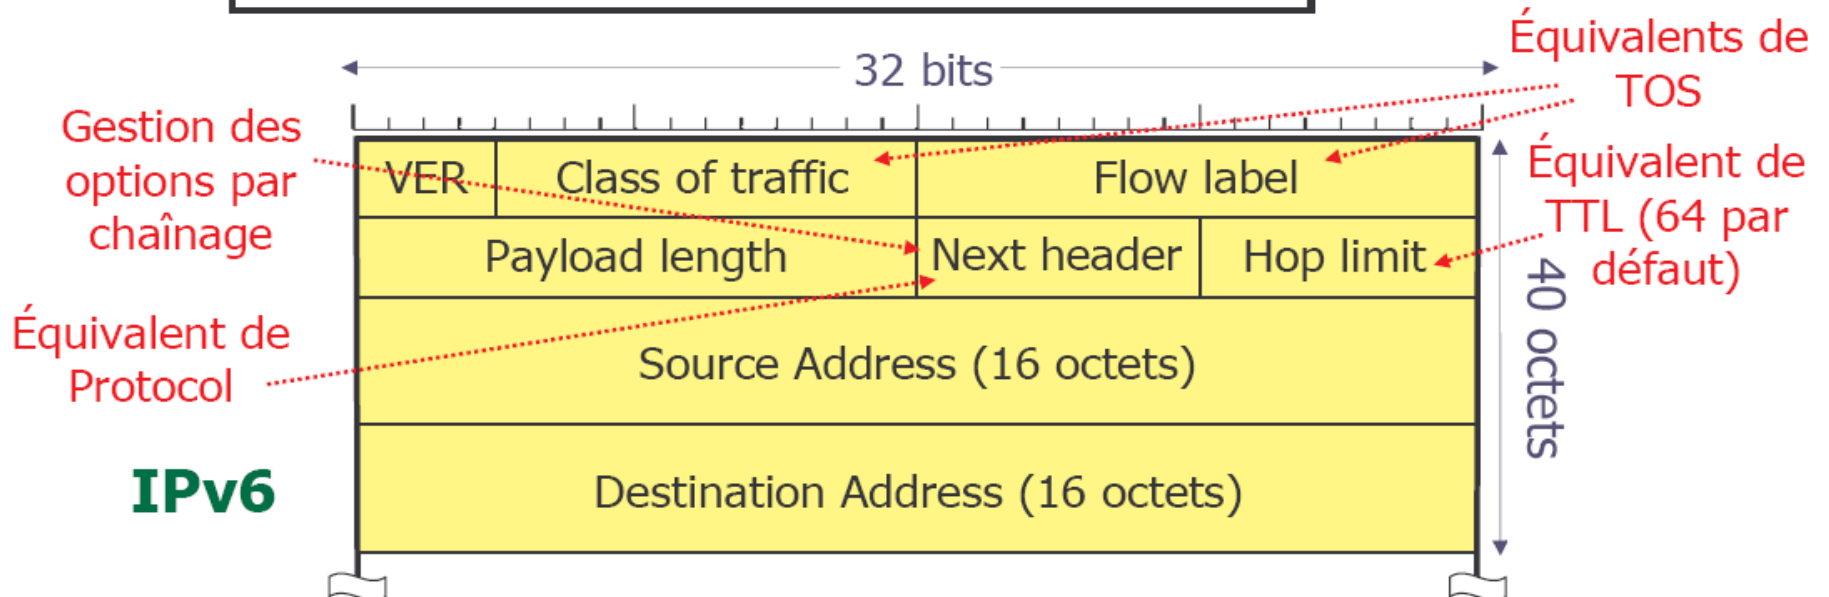 32 bits
Équivalents de
TOS
Gestion des
options par
chaînage
VER
Class of traffic
Flow label
Équivalent de
TTL (64 par
défaut)
Payload length
Next header
Hop limit
40 octets
Équivalent de
Protocol
Source Address (16 octets)
IPv6
Destination Address (16 octets)